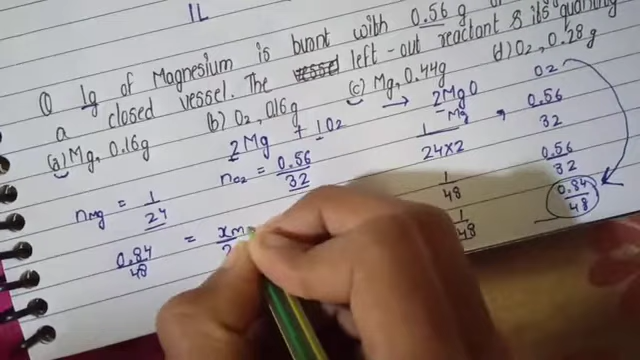 1L
Q 1g of Magnesium is burnt with 0.56 g
a closed vessel. The left-out reactant & its quantity
(a) Mg, 0.16g (b) O2, 0.16g (c) Mg, 0.44g d) O2, 0.28g
2Mg + 1O2 → 2MgO
nMg = 1/24 nO2 = 0.56/32
Mg , O2
1/24×2 0.56/32
1/48 0.56/32
1/48 0.84/48
0.84/48 = x